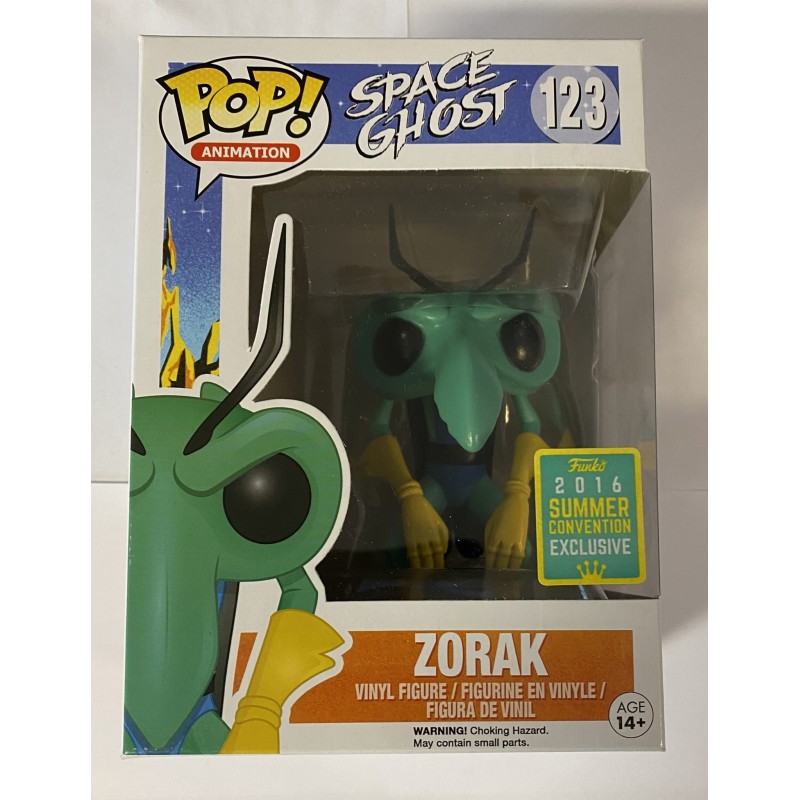 POP!
ANIMATION
SPACE
GHOST
123
Funko
2016
SUMMER
CONVENTION
EXCLUSIVE
ZORAK
VINYL FIGURE / FIGURINE EN VINYLE /
FIGURA DE VINIL
WARNING! Choking Hazard.
May contain small parts.
AGE
14+